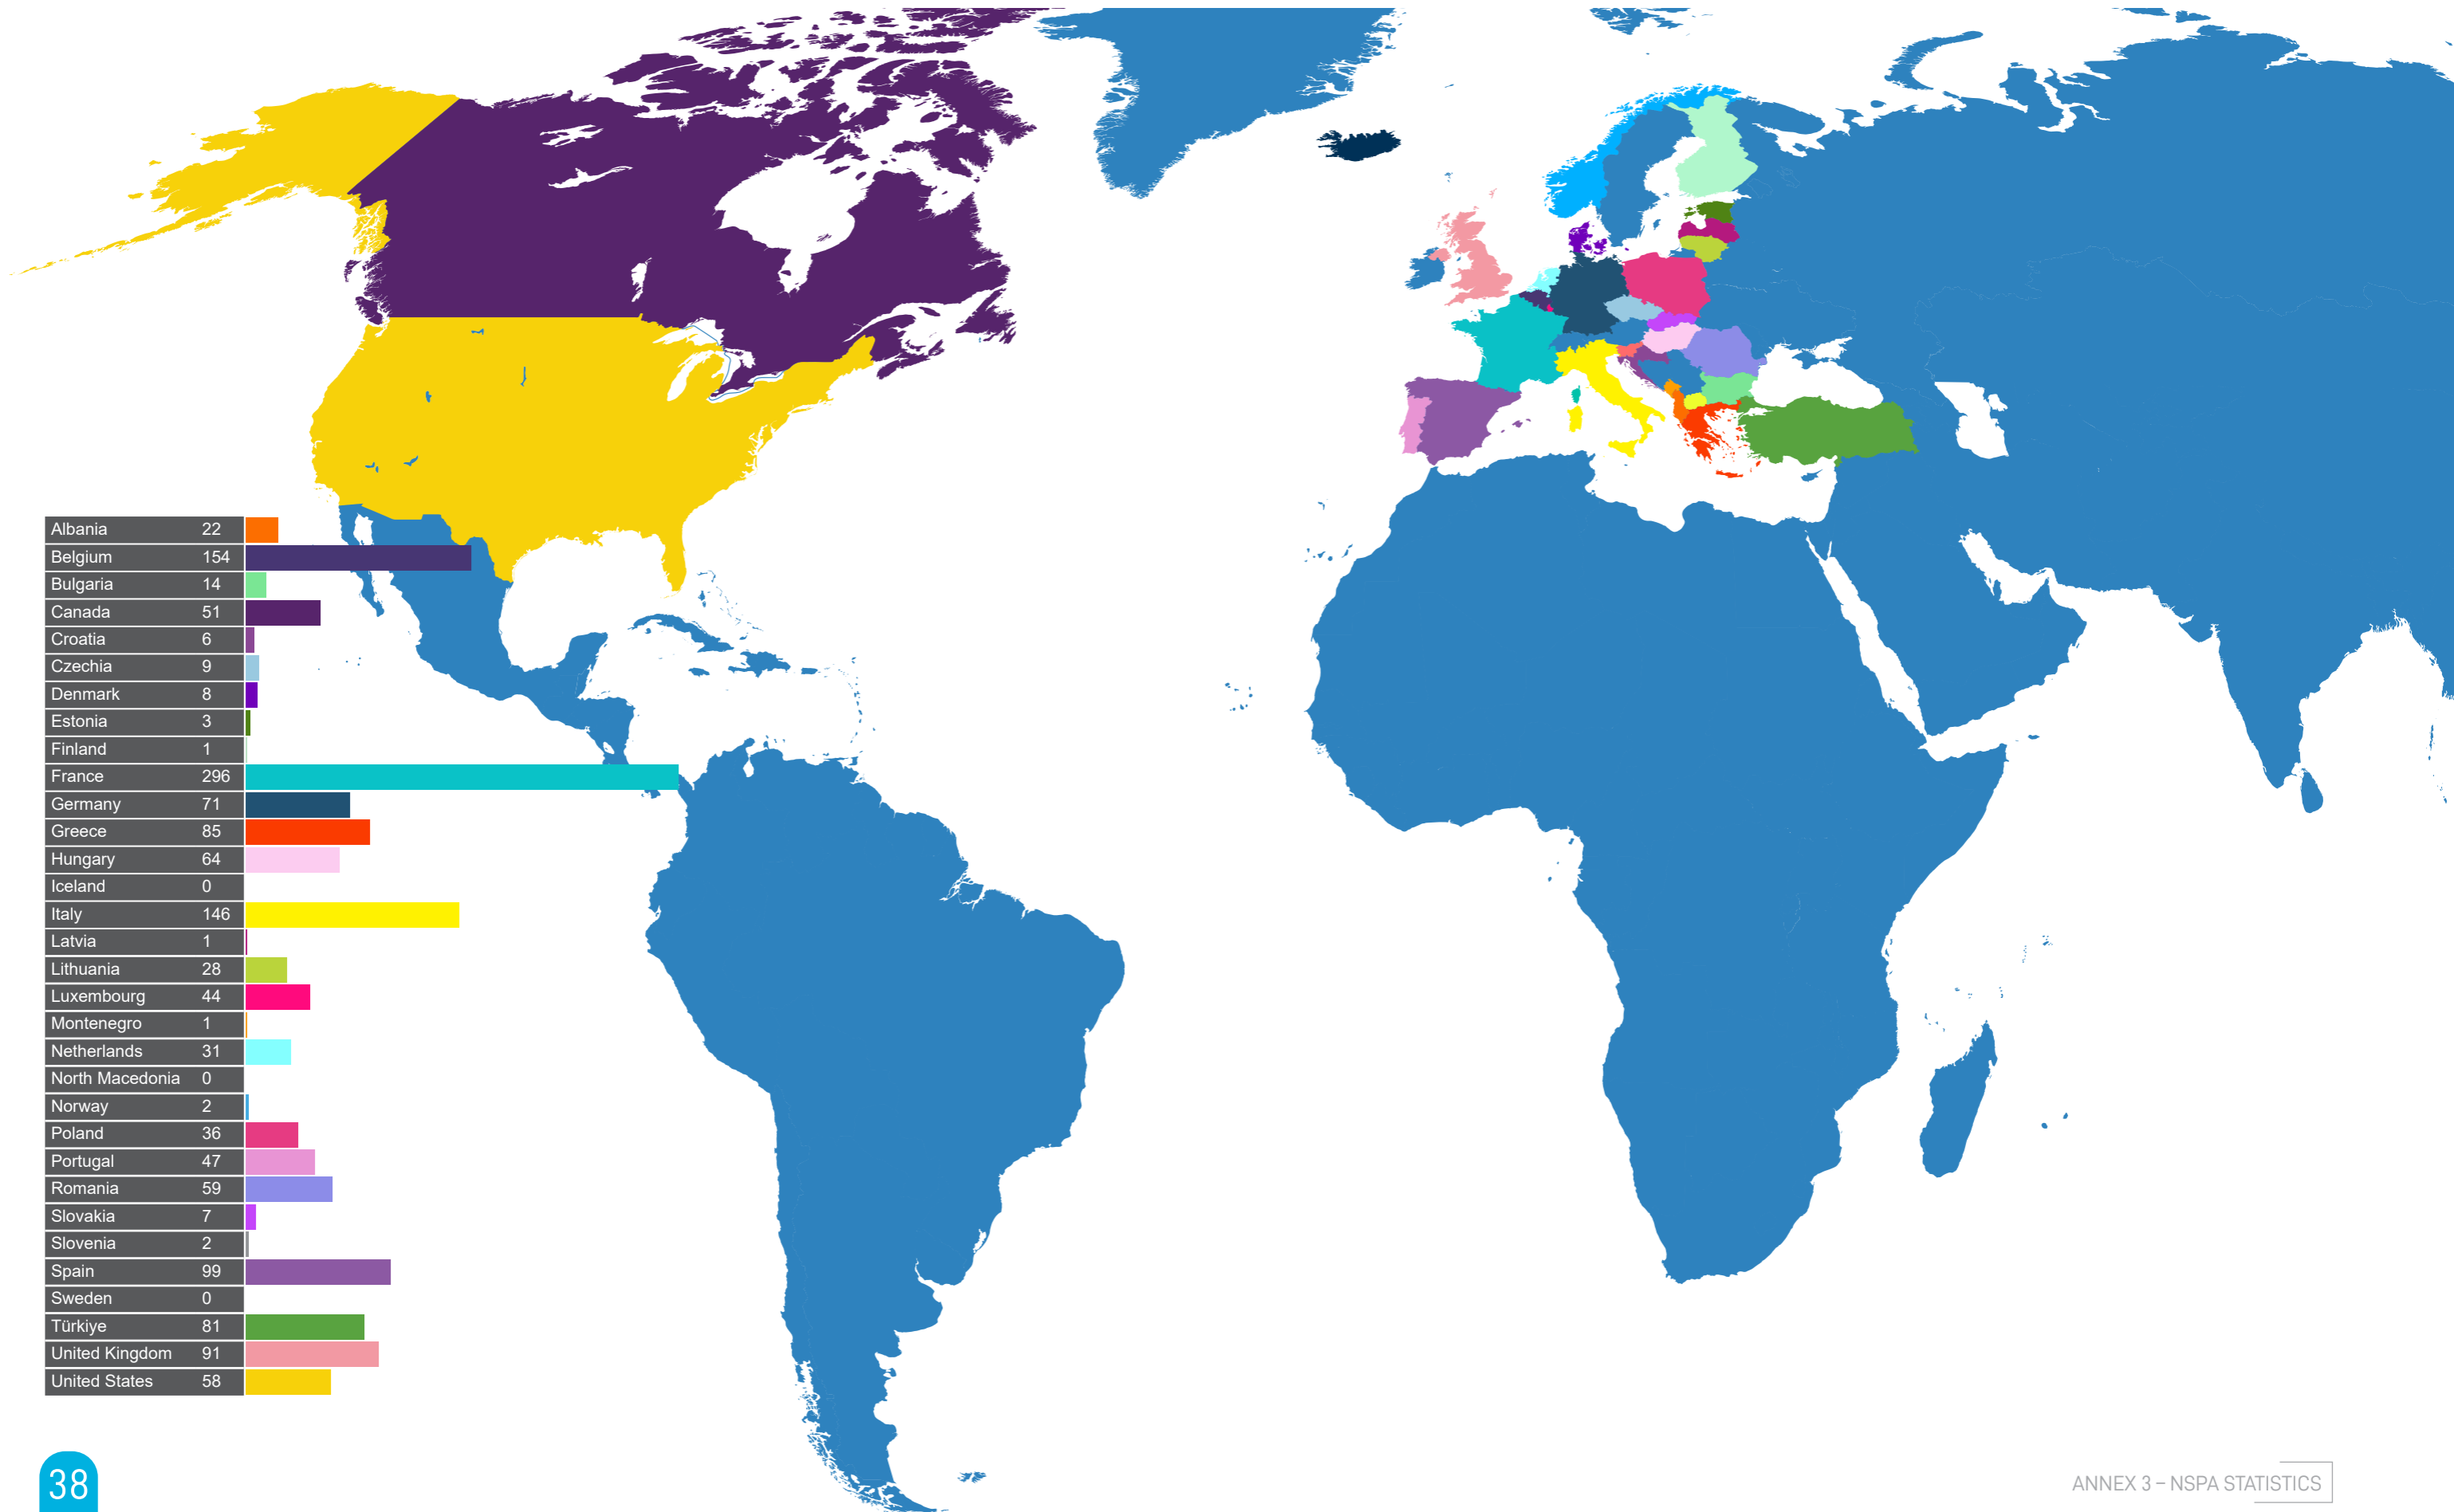 Albania 22
Belgium 154
Bulgaria 14
Canada 51
Croatia 6
Czechia 9
Denmark 8
Estonia 3
Finland 1
France 296
Germany 71
Greece 85
Hungary 64
Iceland 0
Italy 146
Latvia 1
Lithuania 28
Luxembourg 44
Montenegro 1
Netherlands 31
North Macedonia 0
Norway 2
Poland 36
Portugal 47
Romania 59
Slovakia 7
Slovenia 2
Spain 99
Sweden 0
Türkiye 81
United Kingdom 91
United States 58
38
ANNEX 3 – NSPA STATISTICS